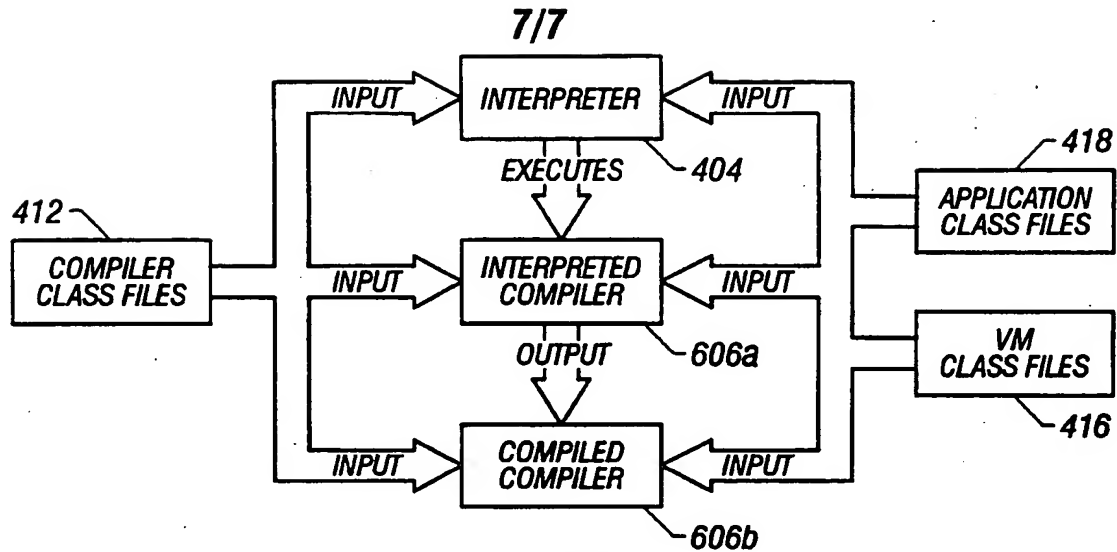 7/7
INPUT
INTERPRETER
INPUT
EXECUTES
404
418
412
APPLICATION
CLASS FILES
COMPILER
CLASS FILES
INPUT
INTERPRETED
COMPILER
INPUT
OUTPUT
606a
VM
CLASS FILES
416
INPUT
COMPILED
COMPILER
INPUT
606b